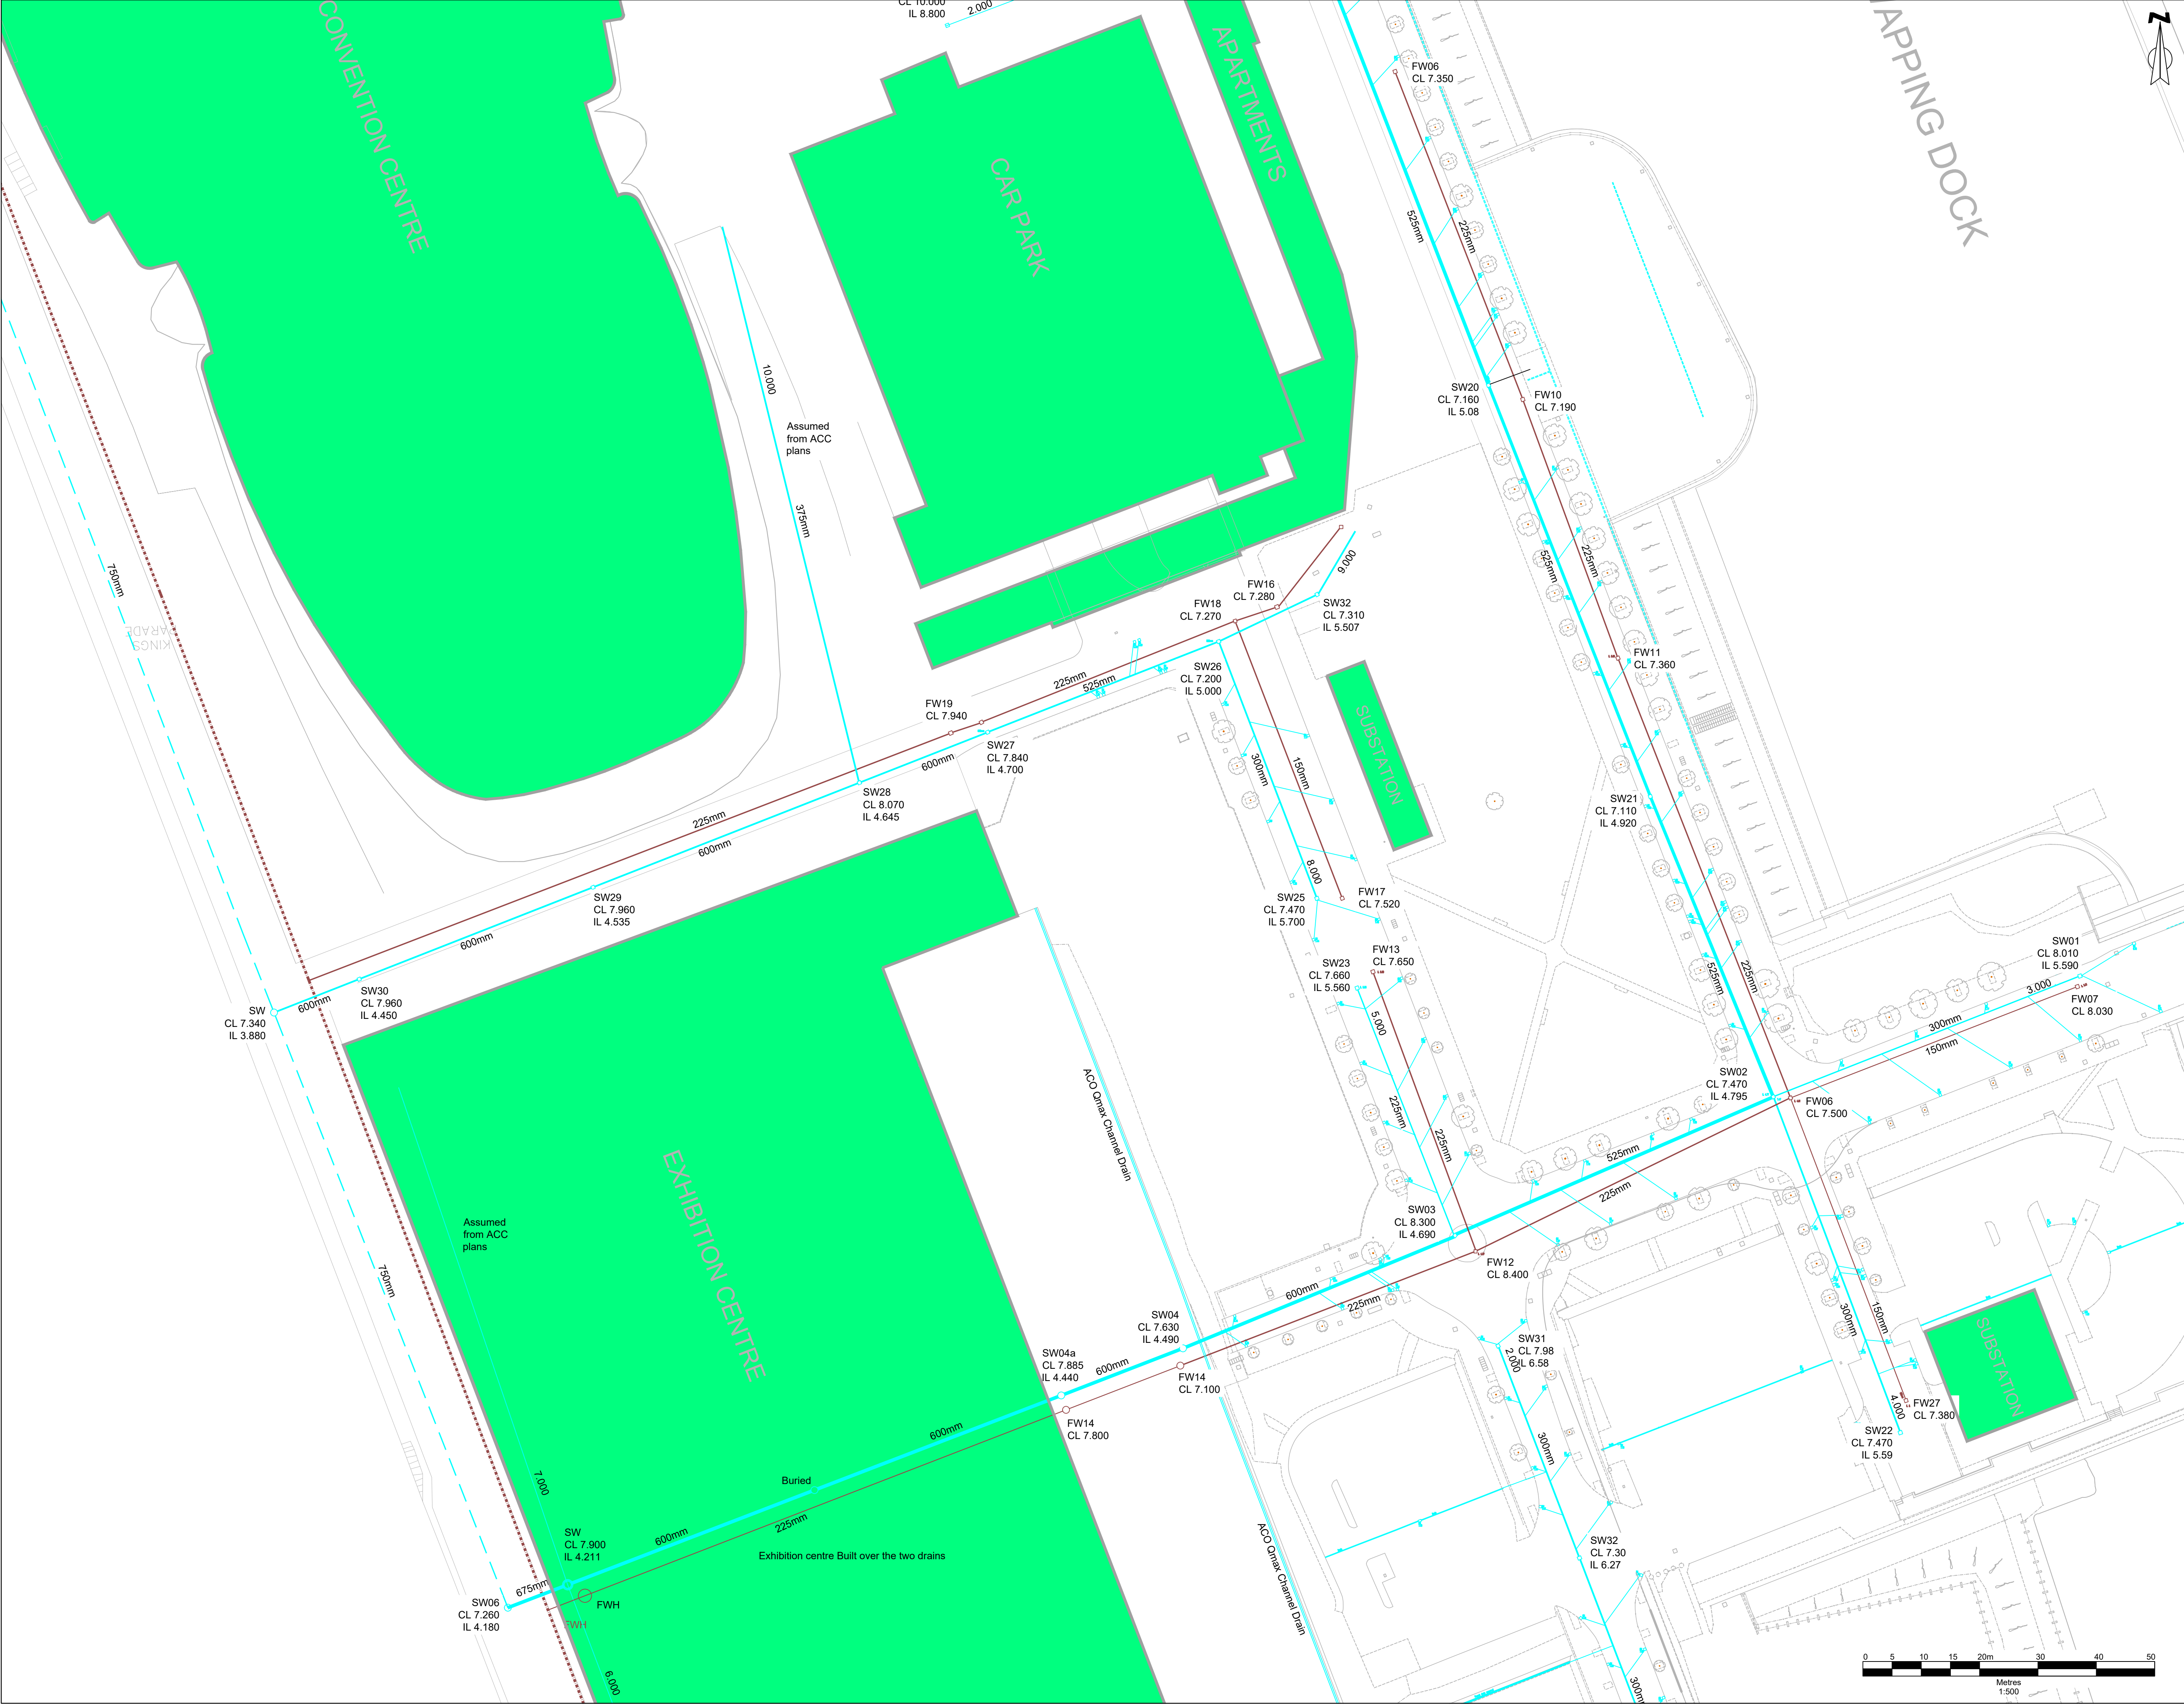 CL 10.000
IL 8.800
2.000
N
CONVENTION CENTRE
CAR PARK
APARTMENTS
WAPPING DOCK
FW06
CL 7.350
525mm
225mm
SW20
CL 7.160
IL 5.08
FW10
CL 7.190
10.000
Assumed
from ACC
plans
375mm
750mm
KINGS
PARADE
FW16
CL 7.280
FW18
CL 7.270
9.000
SW32
CL 7.310
IL 5.507
525mm
225mm
FW11
CL 7.360
SW26
CL 7.200
IL 5.000
225mm
525mm
FW19
CL 7.940
SW27
CL 7.840
IL 4.700
600mm
SW28
CL 8.070
IL 4.645
225mm
600mm
300mm
150mm
SUBSTATION
SW21
CL 7.110
IL 4.920
SW29
CL 7.960
IL 4.535
600mm
8.000
SW25
CL 7.470
IL 5.700
FW17
CL 7.520
FW13
CL 7.650
SW23
CL 7.660
IL 5.560
SW30
CL 7.960
IL 4.450
600mm
SW
CL 7.340
IL 3.880
5.000
525mm
225mm
SW01
CL 8.010
IL 5.590
3.000
FW07
CL 8.030
300mm
150mm
SW02
CL 7.470
IL 4.795
FW06
CL 7.500
ACO Qmax Channel Drain
225mm
225mm
525mm
225mm
EXHIBITION CENTRE
Assumed
from ACC
plans
750mm
SW03
CL 8.300
IL 4.690
FW12
CL 8.400
600mm
225mm
SW04
CL 7.630
IL 4.490
SW04a
CL 7.885
IL 4.440
600mm
FW14
CL 7.100
FW14
CL 7.800
SW31
CL 7.98
IL 6.58
2.000
300mm
300mm
150mm
SUBSTATION
4.000
FW27
CL 7.380
SW22
CL 7.470
IL 5.59
600mm
Buried
7.000
600mm
225mm
SW
CL 7.900
IL 4.211
Exhibition centre Built over the two drains
675mm
SW06
CL 7.260
IL 4.180
FWH
FWH
6.000
ACO Qmax Channel Drain
SW32
CL 7.30
IL 6.27
300mm
0 5 10 15 20m 30 40 50
Metres
1:500